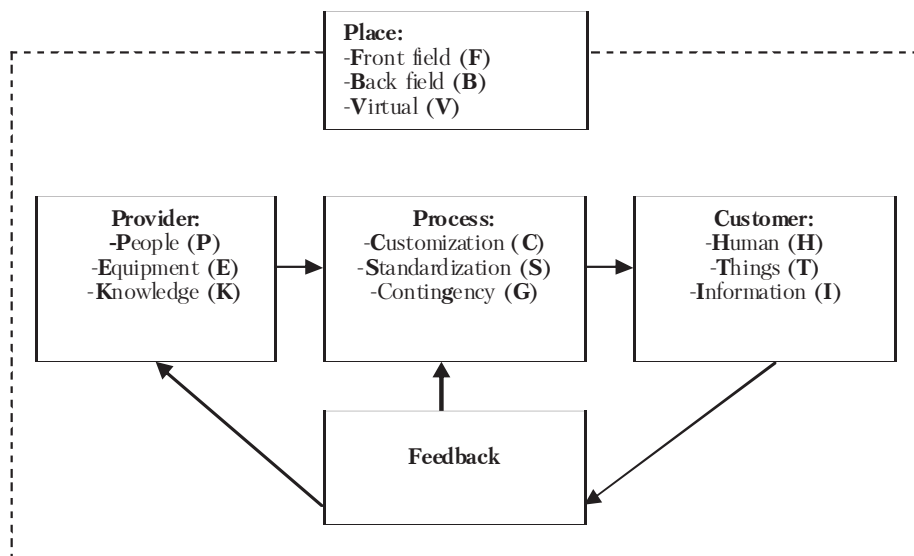 Place:
-Front field (F)
-Back field (B)
-Virtual (V)
Provider:
-People (P)
-Equipment (E)
-Knowledge (K)
Process:
-Customization (C)
-Standardization (S)
-Contingency (G)
Customer:
-Human (H)
-Things (T)
-Information (I)
Feedback